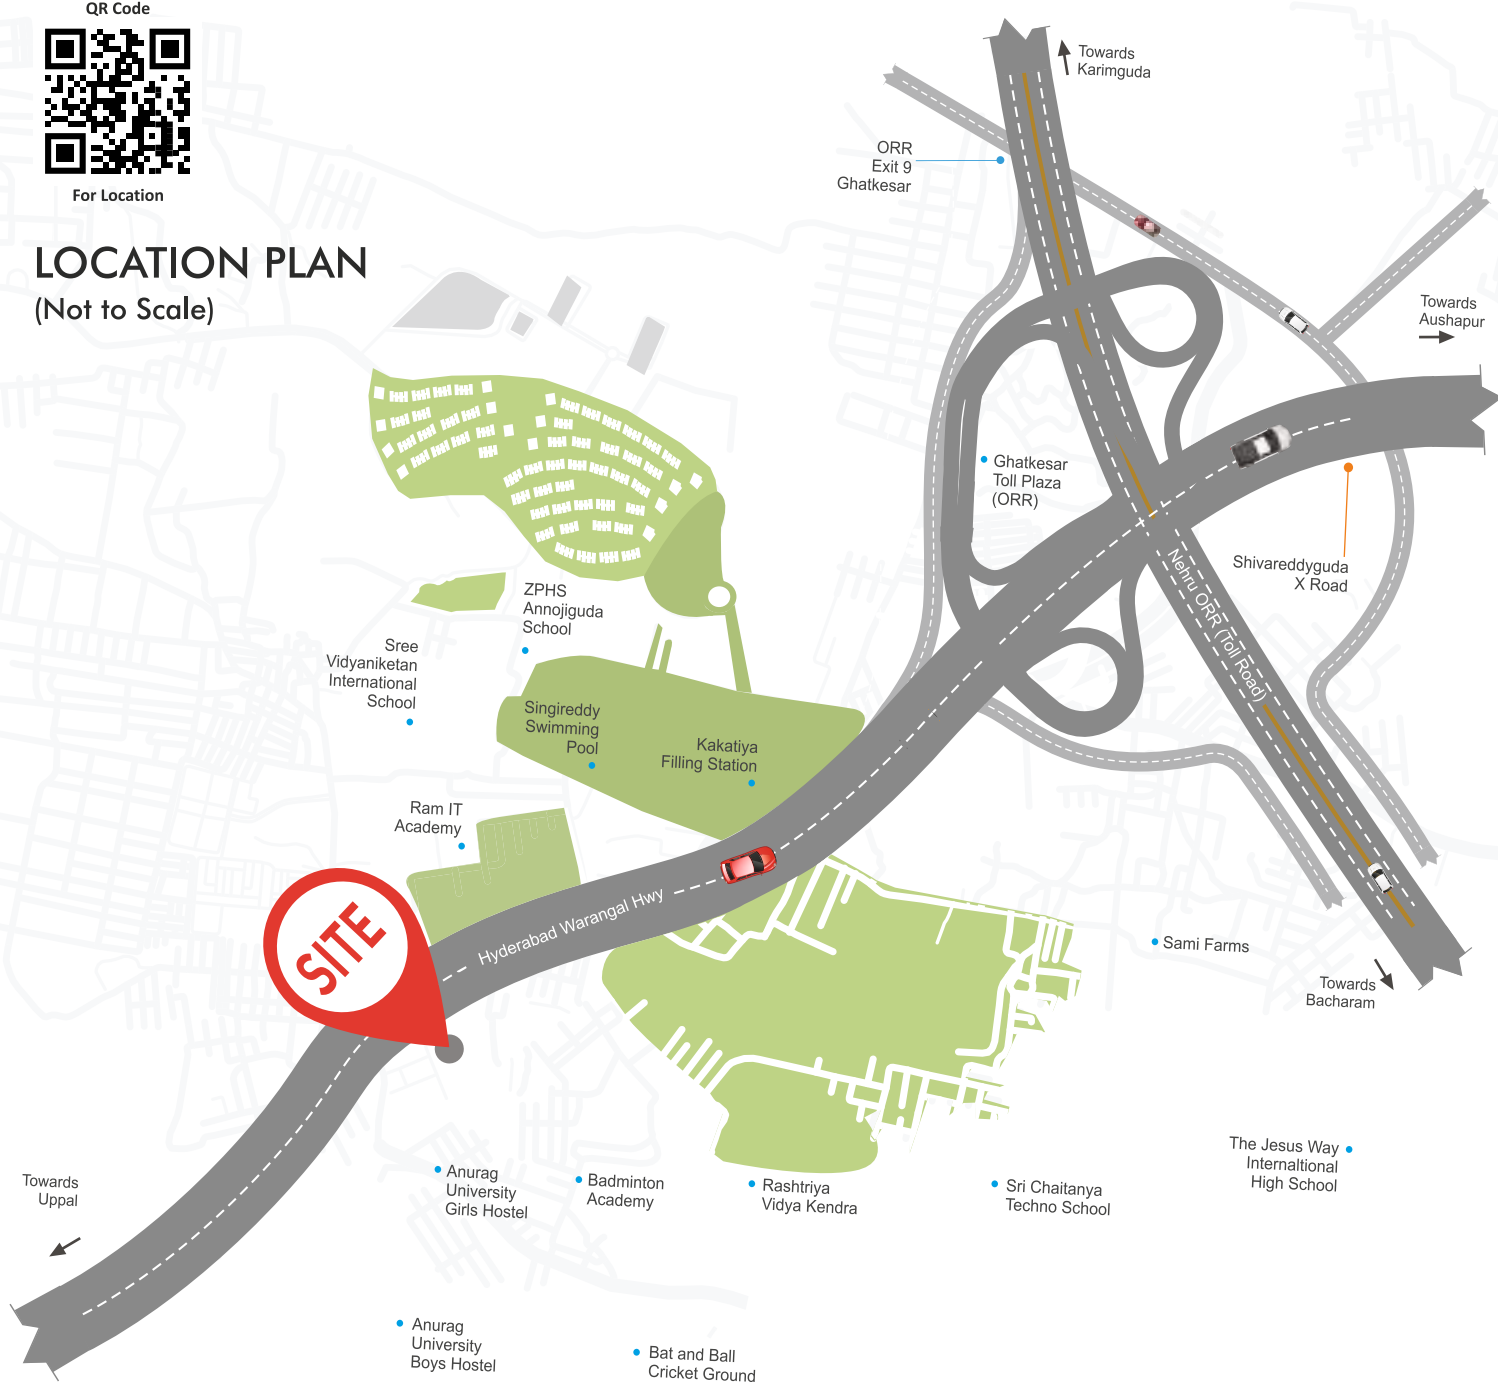 QR Code
For Location
LOCATION PLAN
(Not to Scale)
Towards
Karimguda
ORR
Exit 9
Ghatkesar
Towards
Aushapur
Ghatkesar
Toll Plaza
(ORR)
Shivareddyguda
X Road
Nehru ORR (Toll Road)
ZPHS
Annojiguda
School
Sree
Vidyaniketan
International
School
Singireddy
Swimming
Pool
Kakatiya
Filling Station
Ram IT
Academy
SITE
Hyderabad Warangal Hwy
Sami Farms
Towards
Bacharam
Towards
Uppal
Anurag
University
Girls Hostel
Badminton
Academy
Rashtriya
Vidya Kendra
Sri Chaitanya
Techno School
The Jesus Way
Internaltional
High School
Anurag
University
Boys Hostel
Bat and Ball
Cricket Ground